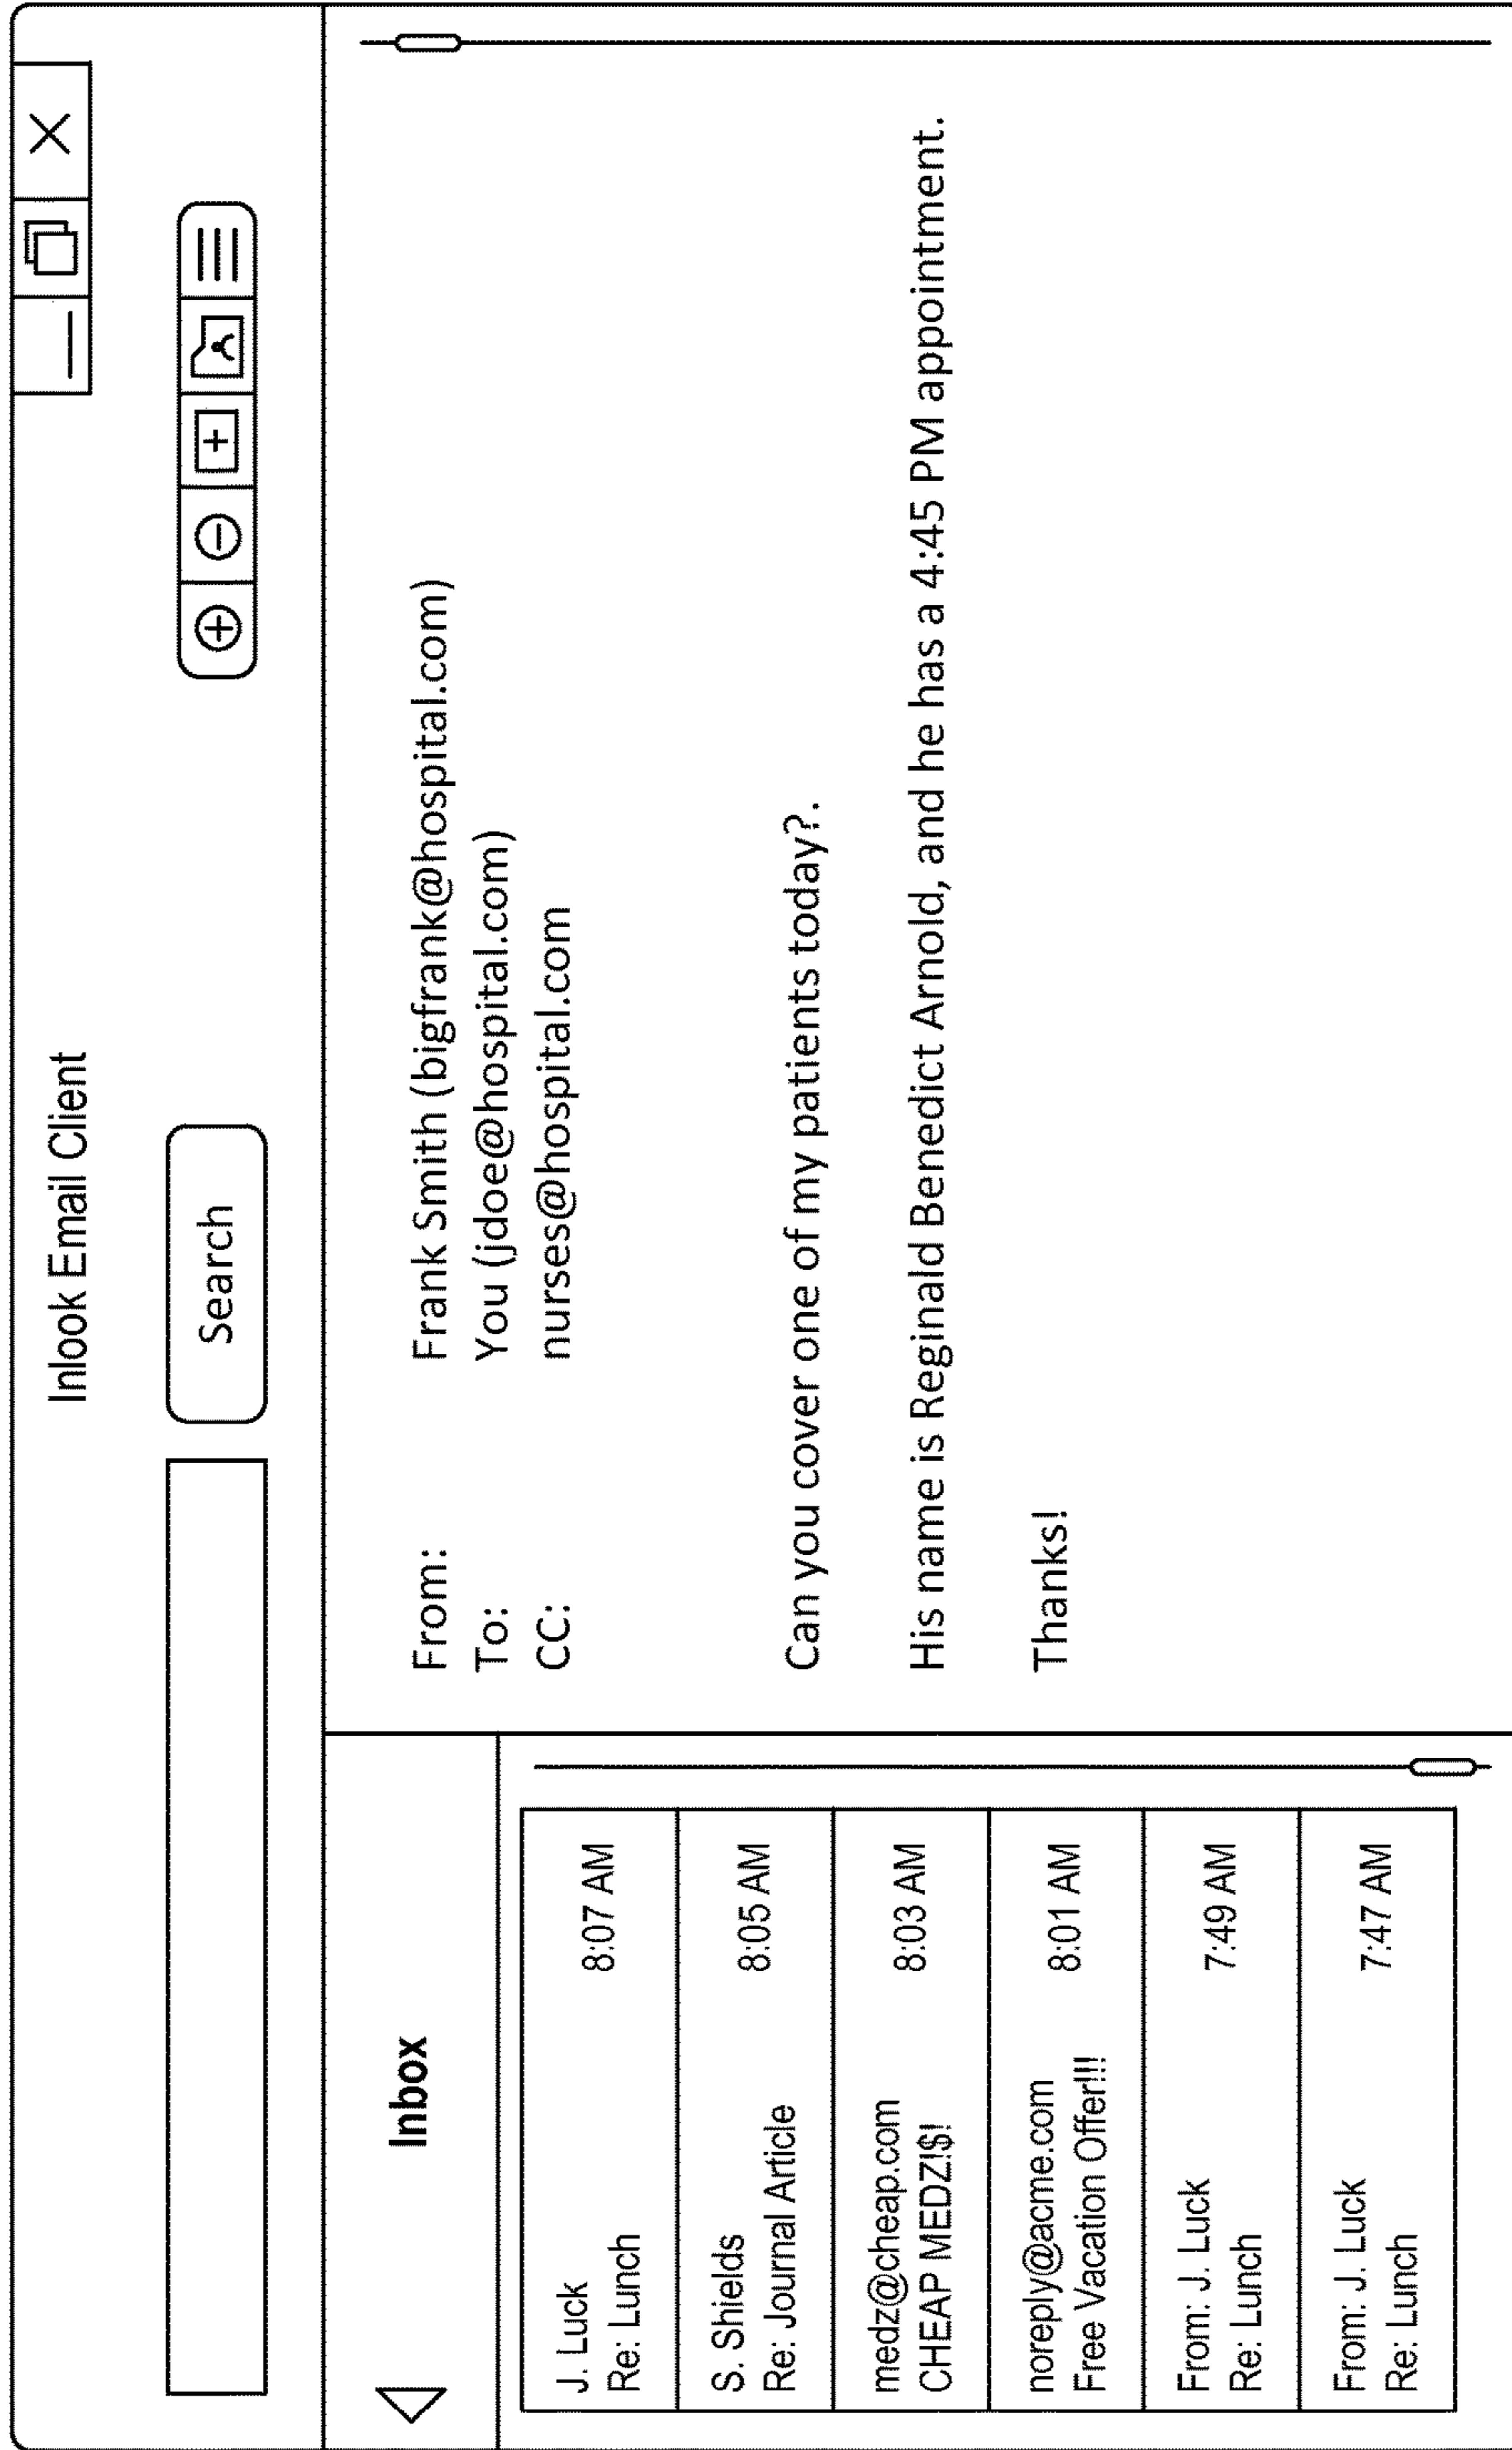 Inlook Email Client
Search
Inbox
J. Luck
8:07 AM
Re: Lunch
S. Shields
8:05 AM
Re: Journal Article
medz@cheap.com
8:03 AM
CHEAP MEDZ!$!
noreply@acme.com
8:01 AM
Free Vacation Offer!!!
From: J. Luck
7:49 AM
Re: Lunch
From: J. Luck
7:47 AM
Re: Lunch
From: Frank Smith (bigfrank@hospital.com)
To: You (jdoe@hospital.com)
CC: nurses@hospital.com
Can you cover one of my patients today?.
His name is Reginald Benedict Arnold, and he has a 4:45 PM appointment.
Thanks!